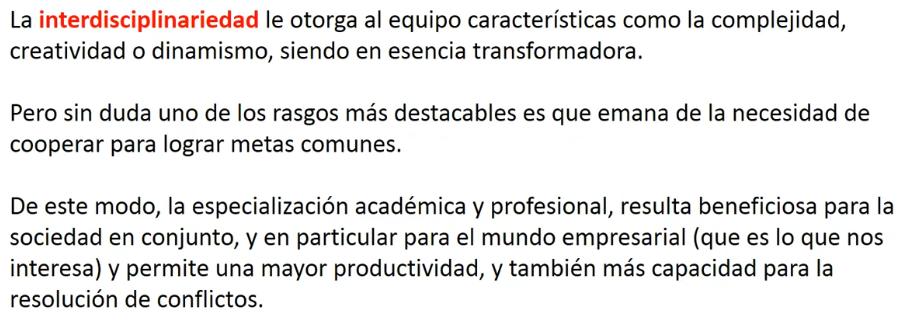 La interdisciplinariedad le otorga al equipo características como la complejidad,
creatividad o dinamismo, siendo en esencia transformadora.
Pero sin duda uno de los rasgos más destacables es que emana de la necesidad de
cooperar para lograr metas comunes.
De este modo, la especialización académica y profesional, resulta beneficiosa para la
sociedad en conjunto, y en particular para el mundo empresarial (que es lo que nos
interesa) y permite una mayor productividad, y también más capacidad para la
resolución de conflictos.